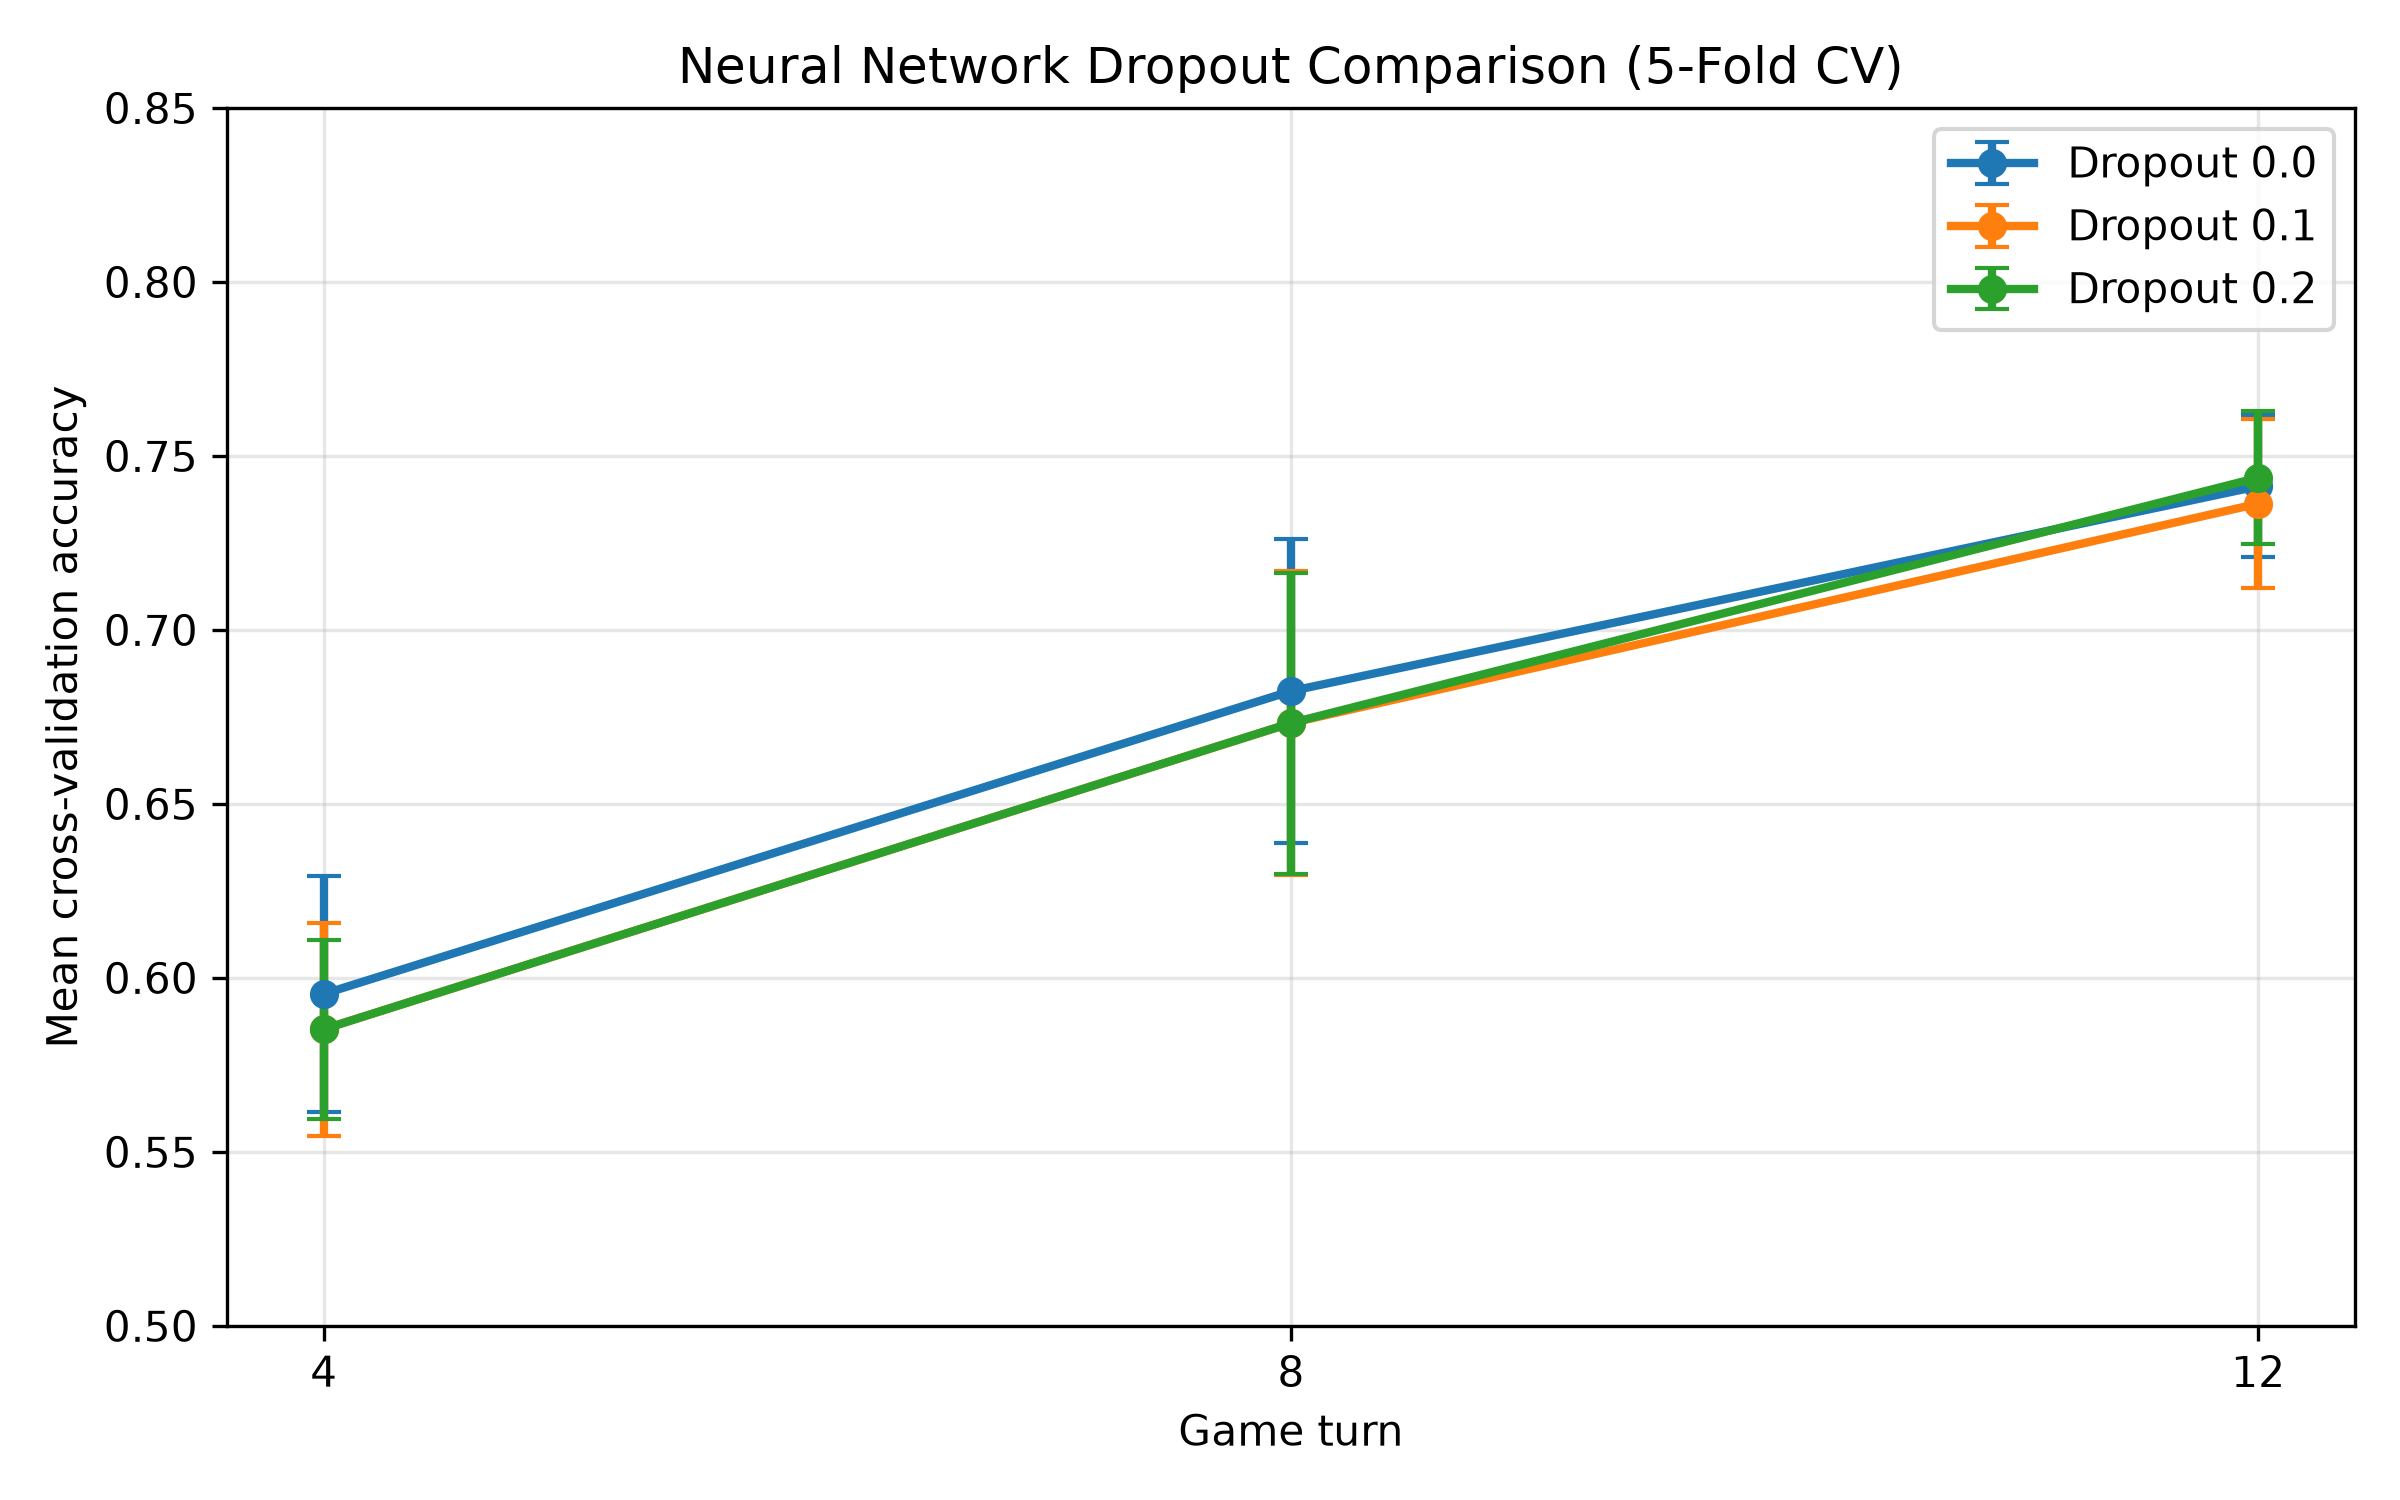 Neural Network Dropout Comparison (5-Fold CV)
0.85
0.80
0.75
0.70
0.65
0.60
0.55
0.50
Mean cross-validation accuracy
Dropout 0.0
Dropout 0.1
Dropout 0.2
4 8 12
Game turn